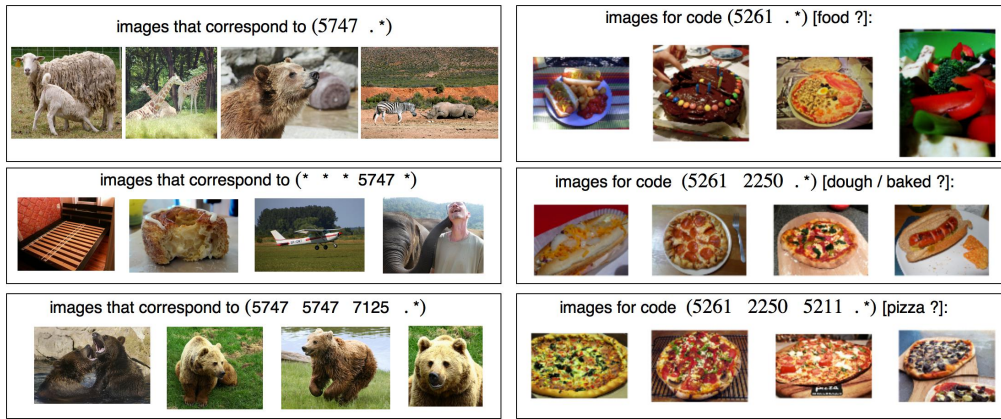 images that correspond to (5747 .*)
images that correspond to (* * * 5747 *)
images that correspond to (5747 5747 7125 .*)
images for code (5261 .*) [food ?]:
images for code (5261 2250 .*) [dough / baked ?]:
images for code (5261 2250 5211 .*) [pizza ?]: